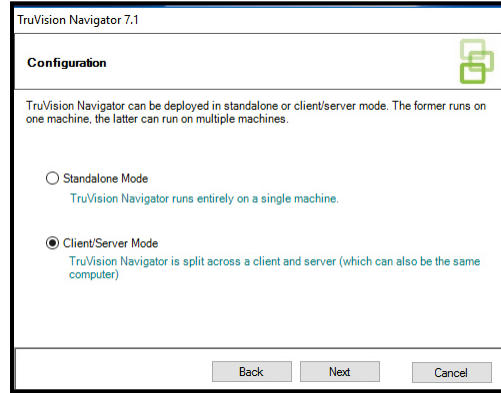 TruVision Navigator 7.1
Configuration
TruVision Navigator can be deployed in standalone or client/server mode. The former runs on
one machine, the latter can run on multiple machines.
Standalone Mode
TruVision Navigator runs entirely on a single machine.
Client/Server Mode
TruVision Navigator is split across a client and server (which can also be the same
computer)
Back Next Cancel